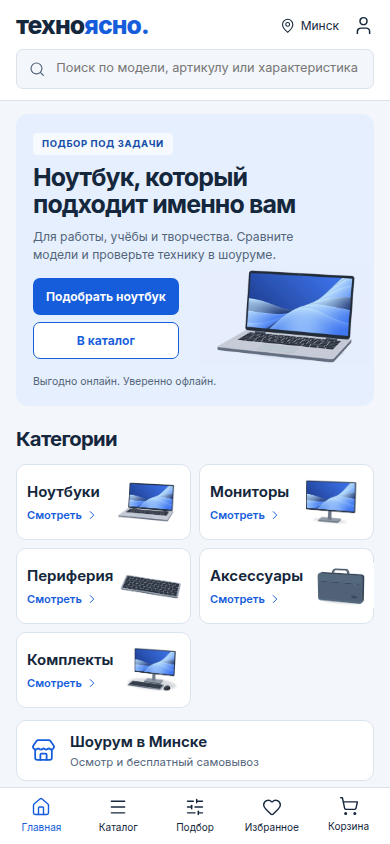 техноясно.
Минск
Поиск по модели, артикулу или характеристика
ПОДБОР ПОД ЗАДАЧИ
Ноутбук, который
подходит именно вам
Для работы, учёбы и творчества. Сравните
модели и проверьте технику в шоуруме.
Подобрать ноутбук
В каталог
Выгодно онлайн. Уверенно офлайн.
Категории
Ноутбуки
Смотреть
Мониторы
Смотреть
Периферия
Смотреть
Аксессуары
Смотреть
Комплекты
Смотреть
Шоурум в Минске
Осмотр и бесплатный самовывоз
Главная
Каталог
Подбор
Избранное
Корзина